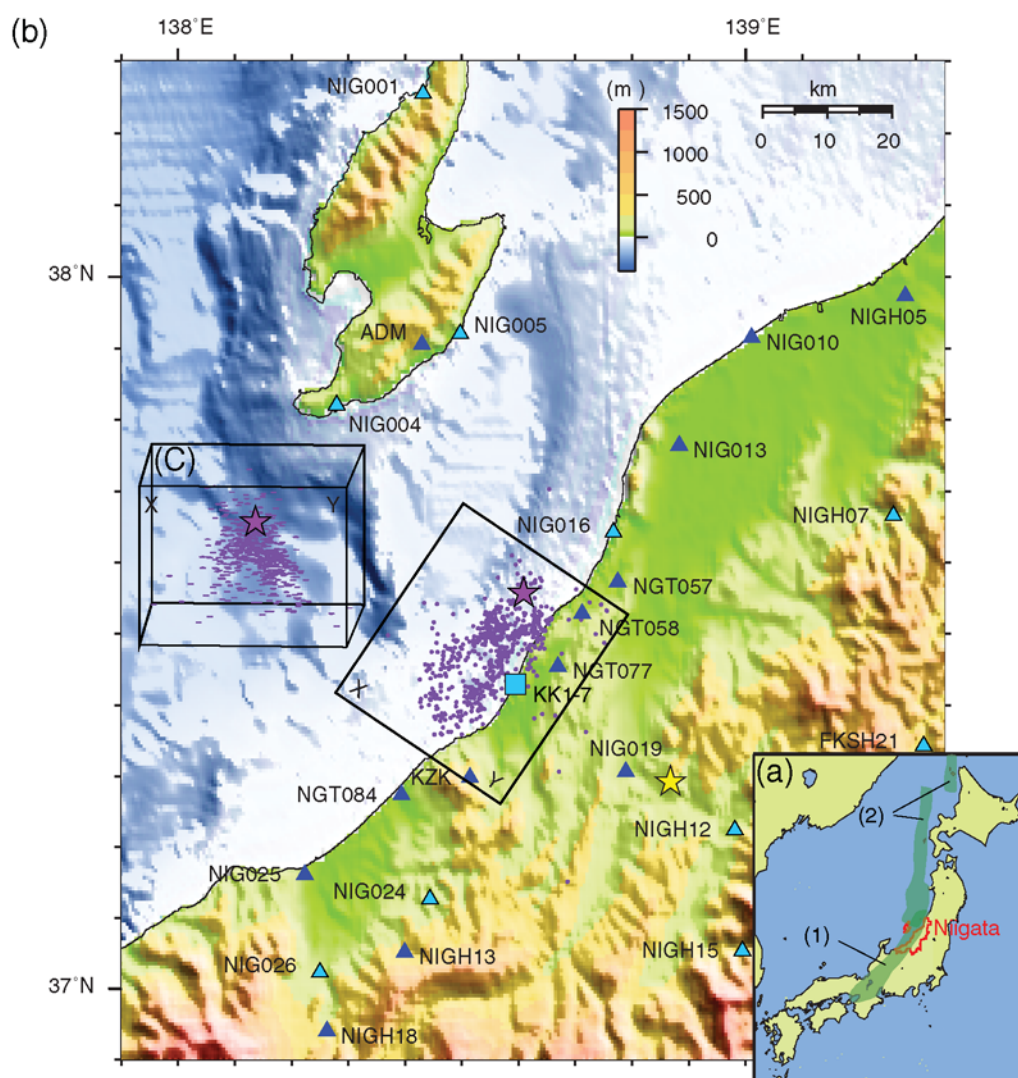 (b)
138°E
139°E
NIG001
(m)
1500
1000
500
0
km
0 10 20
38°N
NIGH05
NIG005
ADM
NIG010
NIG004
NIG013
(C)
X
Y
NIG016
NIGH07
NGT057
NGT058
NGT077
X
KK1-7
FKSH21
NIG019
KZK
Y
NGT084
(a)
(2)
NIGH12
NIG025
NIG024
Niigata
(1)
NIGH15
NIGH13
NIG026
37°N
NIGH18